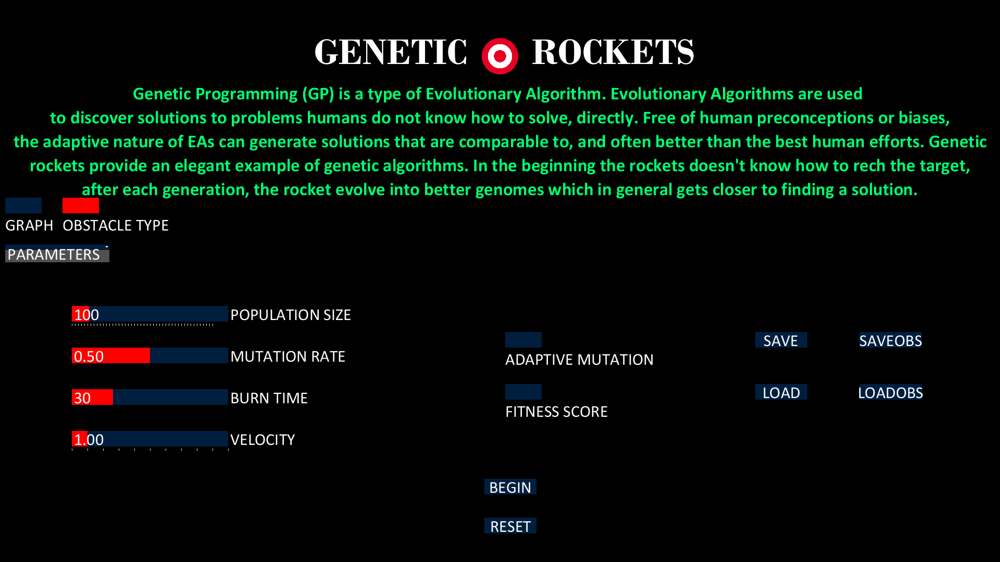 GENETIC ROCKETS
Genetic Programming (GP) is a type of Evolutionary Algorithm. Evolutionary Algorithms are used
to discover solutions to problems humans do not know how to solve, directly. Free of human preconceptions or biases,
the adaptive nature of EAs can generate solutions that are comparable to, and often better than the best human efforts. Genetic
rockets provide an elegant example of genetic algorithms. In the beginning the rockets doesn't know how to rech the target,
after each generation, the rocket evolve into better genomes which in general gets closer to finding a solution.
GRAPH OBSTACLE TYPE
PARAMETERS
100 POPULATION SIZE
0.50 MUTATION RATE
30 BURN TIME
1.00 VELOCITY
ADAPTIVE MUTATION
FITNESS SCORE
SAVE SAVEOBS
LOAD LOADOBS
BEGIN
RESET